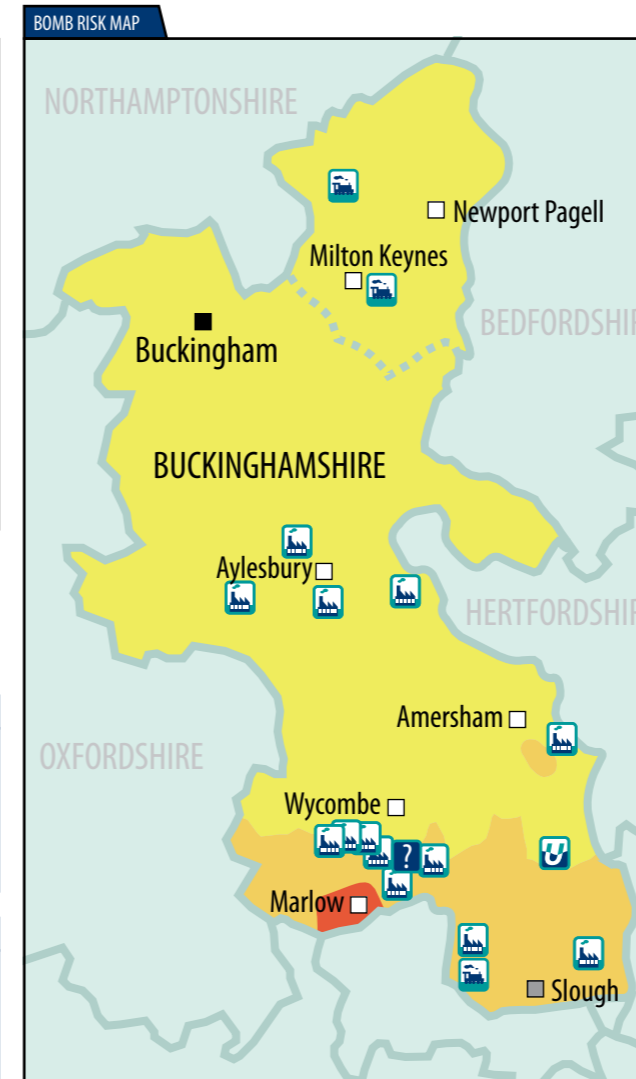 BOMB RISK MAP
NORTHAMPTONSHIRE
Newport Pagell
Milton Keynes
BEDFORDSHIR
Buckingham
BUCKINGHAMSHIRE
Aylesbury
HERTFORDSHIR
Amersham
OXFORDSHIRE
Wycombe
?
Marlow
Slough